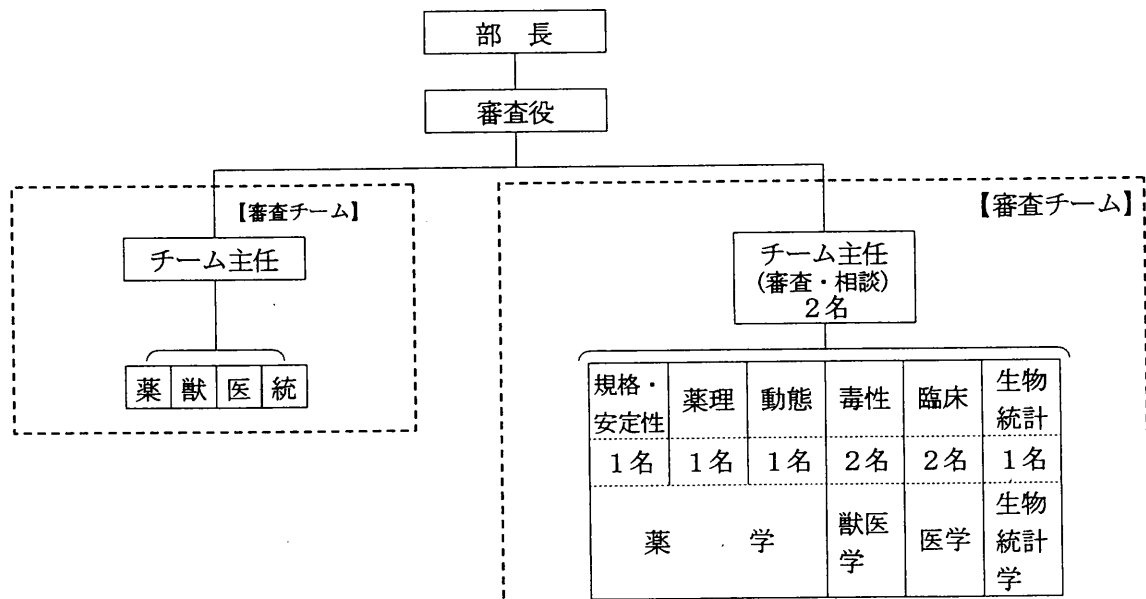 部 長
審査役
【審査チーム】
チーム主任
薬 獣 医 統
【審査チーム】
チーム主任
(審査・相談)
2名
規格・安定性 薬理 動態 毒性 臨床 生物統計
1名 1名 1名 2名 2名 1名
薬 学 獣医学 医学 生物統計学